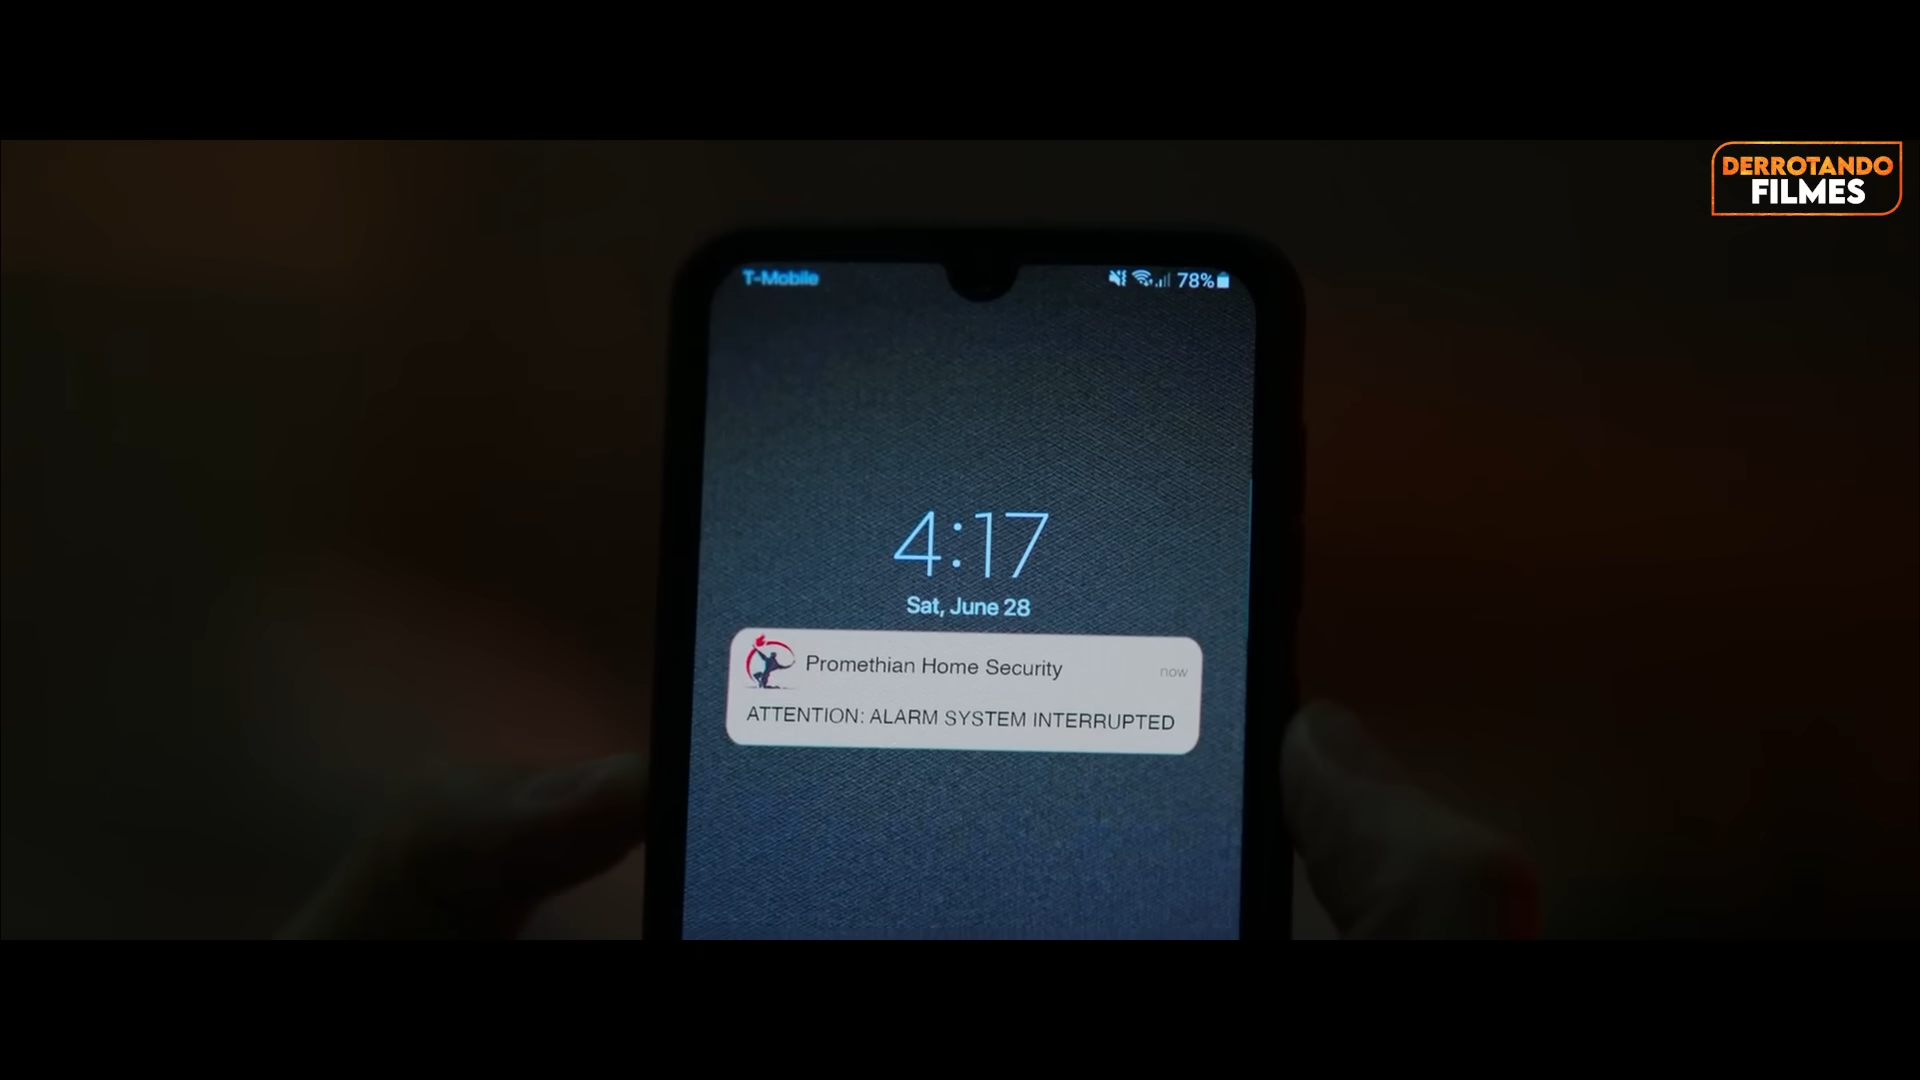 DERROTANDO
FILMES
T-Mobile
78%
4:17
Sat, June 28
Promethian Home Security
now
ATTENTION: ALARM SYSTEM INTERRUPTED